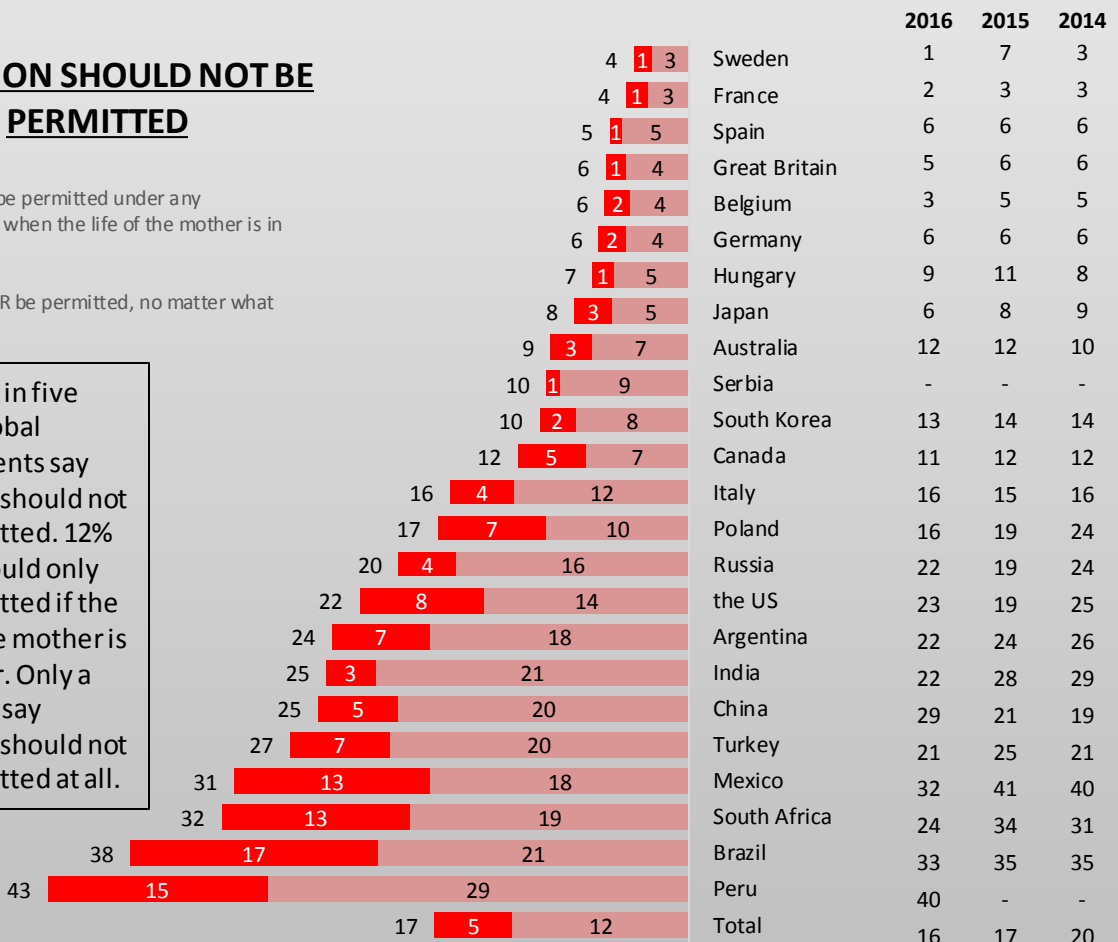 2016 2015 2014
ON SHOULD NOT BE
PERMITTED
be permitted under any
when the life of the mother is in
R be permitted, no matter what
in five
obal
ents say
should not
tted. 12%
ould only
tted if the
e mother is
r. Only a
say
should not
tted at all.
4 1 3 Sweden 1 7 3
4 1 3 France 2 3 3
5 1 5 Spain 6 6 6
6 1 4 Great Britain 5 6 6
6 2 4 Belgium 3 5 5
6 2 4 Germany 6 6 6
7 1 5 Hungary 9 11 8
8 3 5 Japan 6 8 9
9 3 7 Australia 12 12 10
10 1 9 Serbia - - -
10 2 8 South Korea 13 14 14
12 5 7 Canada 11 12 12
16 4 12 Italy 16 15 16
17 7 10 Poland 16 19 24
20 4 16 Russia 22 19 24
22 8 14 the US 23 19 25
24 7 18 Argentina 22 24 26
25 3 21 India 22 28 29
25 5 20 China 29 21 19
27 7 20 Turkey 21 25 21
31 13 18 Mexico 32 41 40
32 13 19 South Africa 24 34 31
38 17 21 Brazil 33 35 35
43 15 29 Peru 40 - -
17 5 12 Total 16 17 20